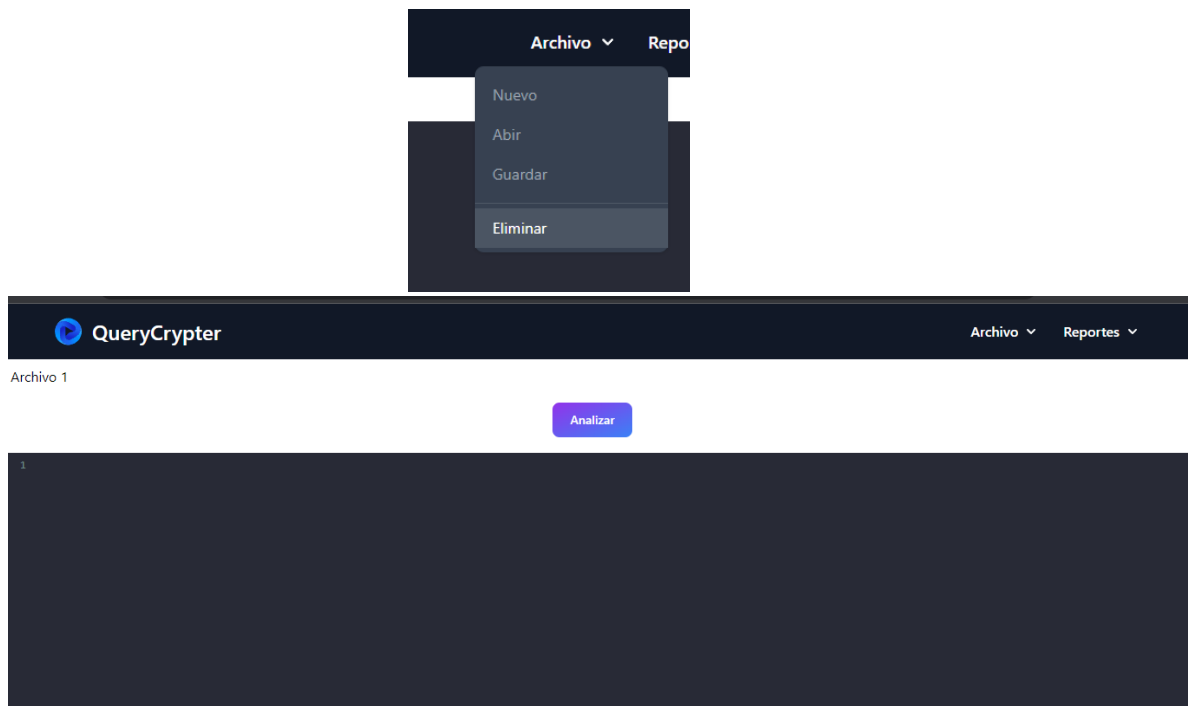 Archivo Repo
Nuevo
Abir
Guardar
Eliminar
QueryCrypter Archivo Reportes
Archivo 1
Analizar
1